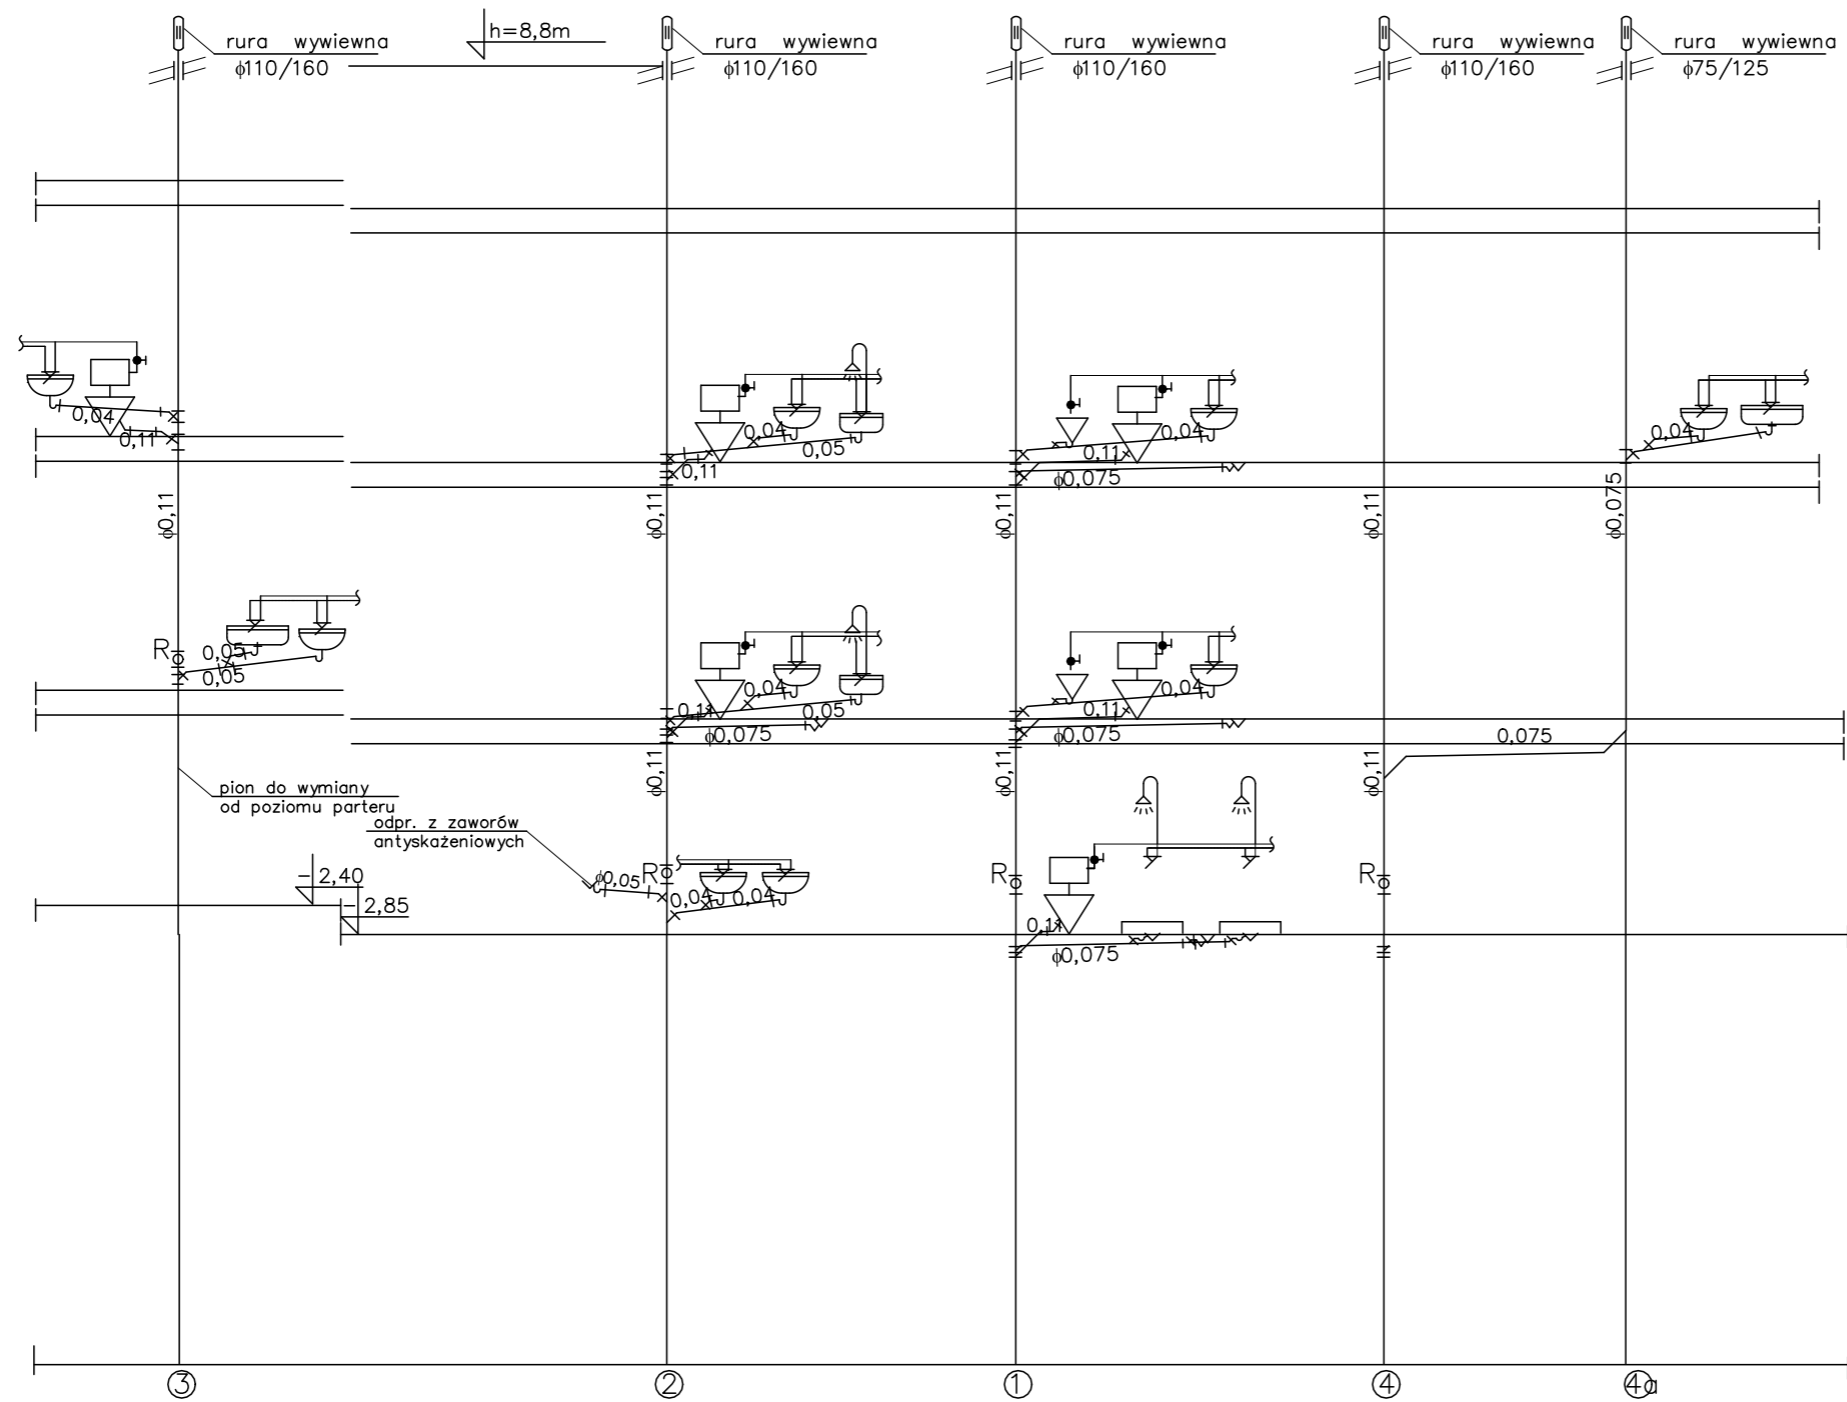 rura wywiewna
ϕ110/160
h=8,8m
rura wywiewna
ϕ110/160
rura wywiewna
ϕ110/160
rura wywiewna
ϕ110/160
rura wywiewna
ϕ75/125
0,04
0,11
0,04
0,05
0,11
0,04
0,11
ϕ0,075
0,04
ϕ0,11
ϕ0,11
ϕ0,11
ϕ0,11
ϕ0,075
R
0,05
0,05
0,04
0,11
0,05
ϕ0,075
0,04
0,11
ϕ0,075
0,075
ϕ0,11
ϕ0,11
ϕ0,11
pion do wymiany
od poziomu parteru
odpr. z zaworów
antyskażeniowych
-2,40
-2,85
ϕ0,05
R
0,04
0,04
R
0,11
ϕ0,075
R
3
2
1
4
4a